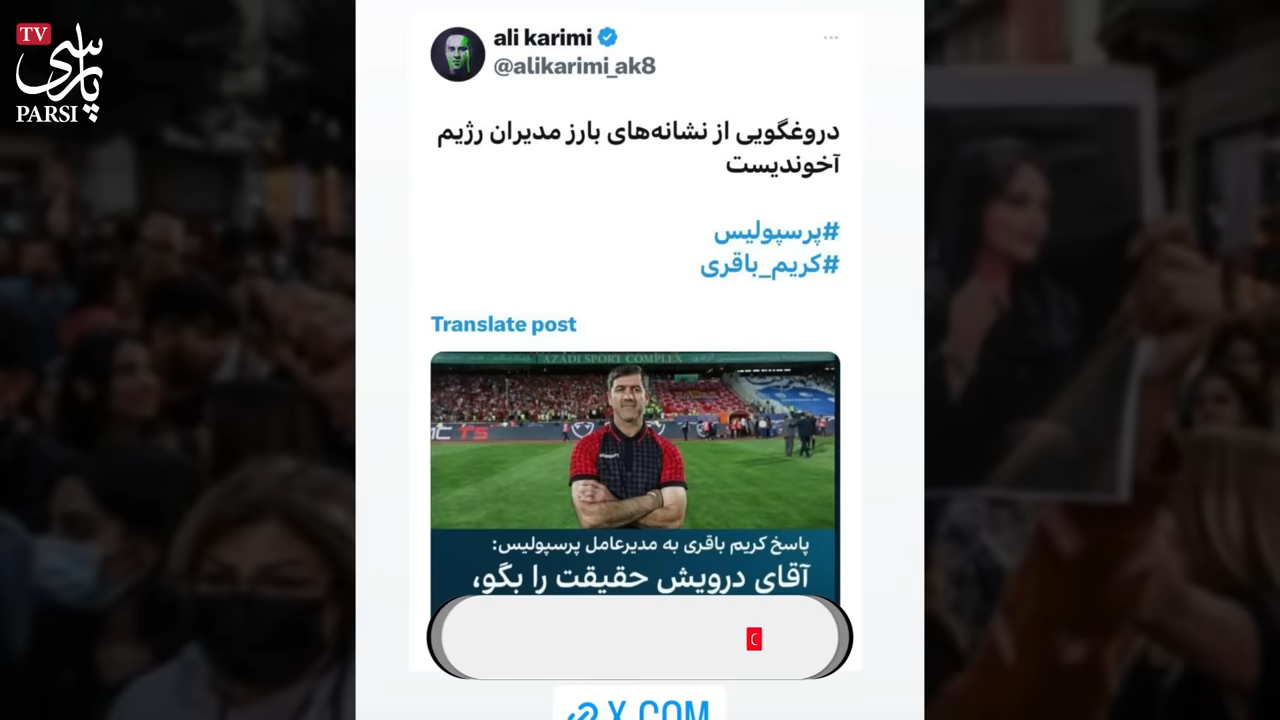 TV
پارسی
PARSI
ali karimi
@alikarimi_ak8
دروغگویی از نشانه‌های بارز مدیران رژیم
آخوندیست
#پرسپولیس
#کریم_باقری
Translate post
AZADI SPORT COMPLEX
پاسخ کریم باقری به مدیرعامل پرسپولیس:
آقای درویش حقیقت را بگو،
X.COM